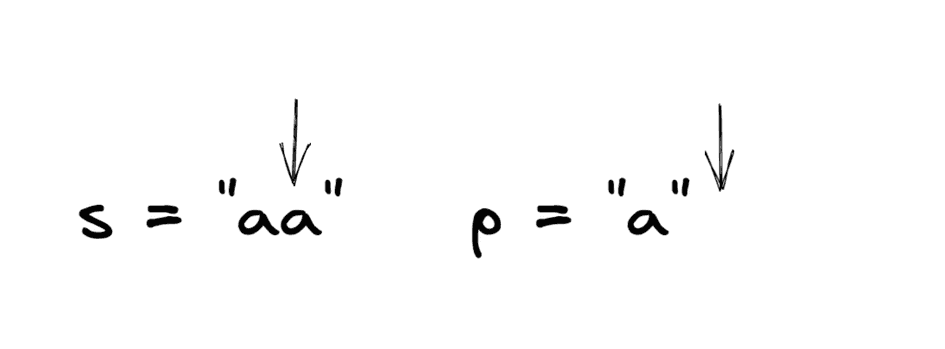 s = "aa" p = "a"